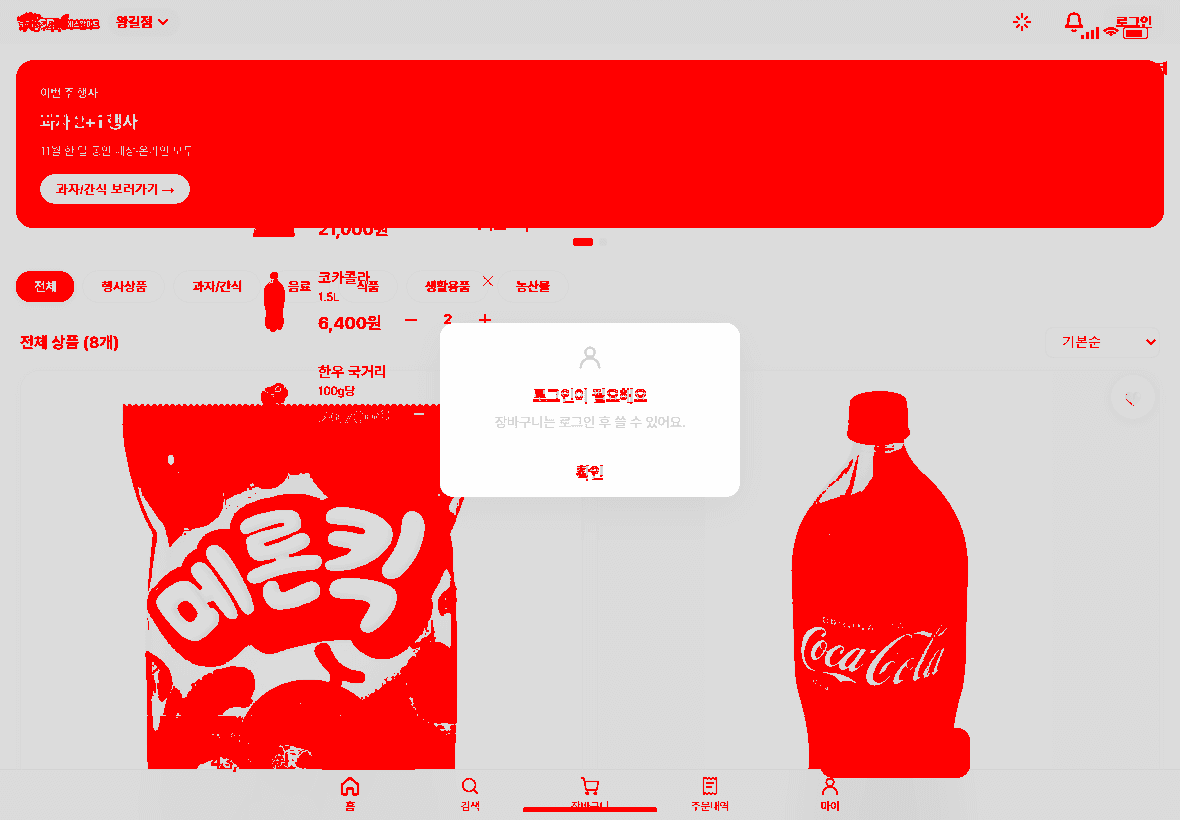 왕길점
로그인
이번 주 행사
과자 2+1 행사
과자/간식 보러가기 →
21,000원
전체
행사상품
과자/간식
음료
식품
생활용품
농산물
코카콜라
1.5L
6,400원
2
전체 상품 (8개)
기본순
한우 국거리
100g당
로그인이 필요해요
장바구니는 로그인 후 쓸 수 있어요.
확인
메론킥
Coca-Cola
홈
검색
장바구니
주문내역
마이